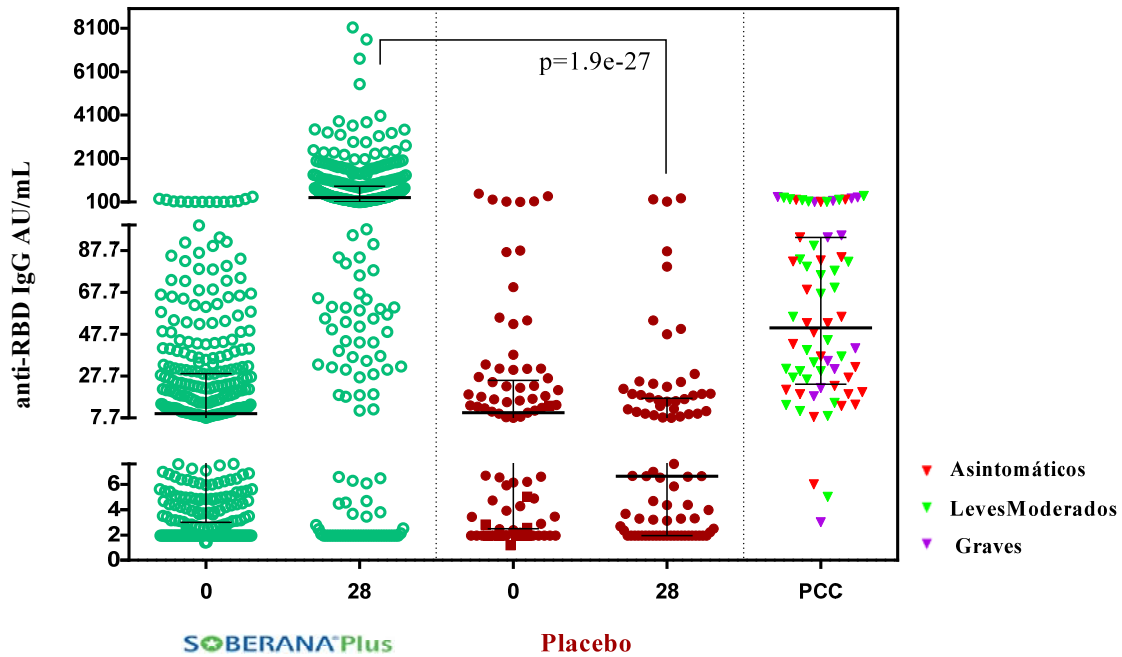 anti-RBD IgG AU/mL
8100
6100
4100
2100
100
87.7
67.7
47.7
27.7
7.7
6
4
2
0
p=1.9e-27
0
28
0
28
PCC
SOBERANA®Plus
Placebo
Asintomáticos
LevesModerados
Graves